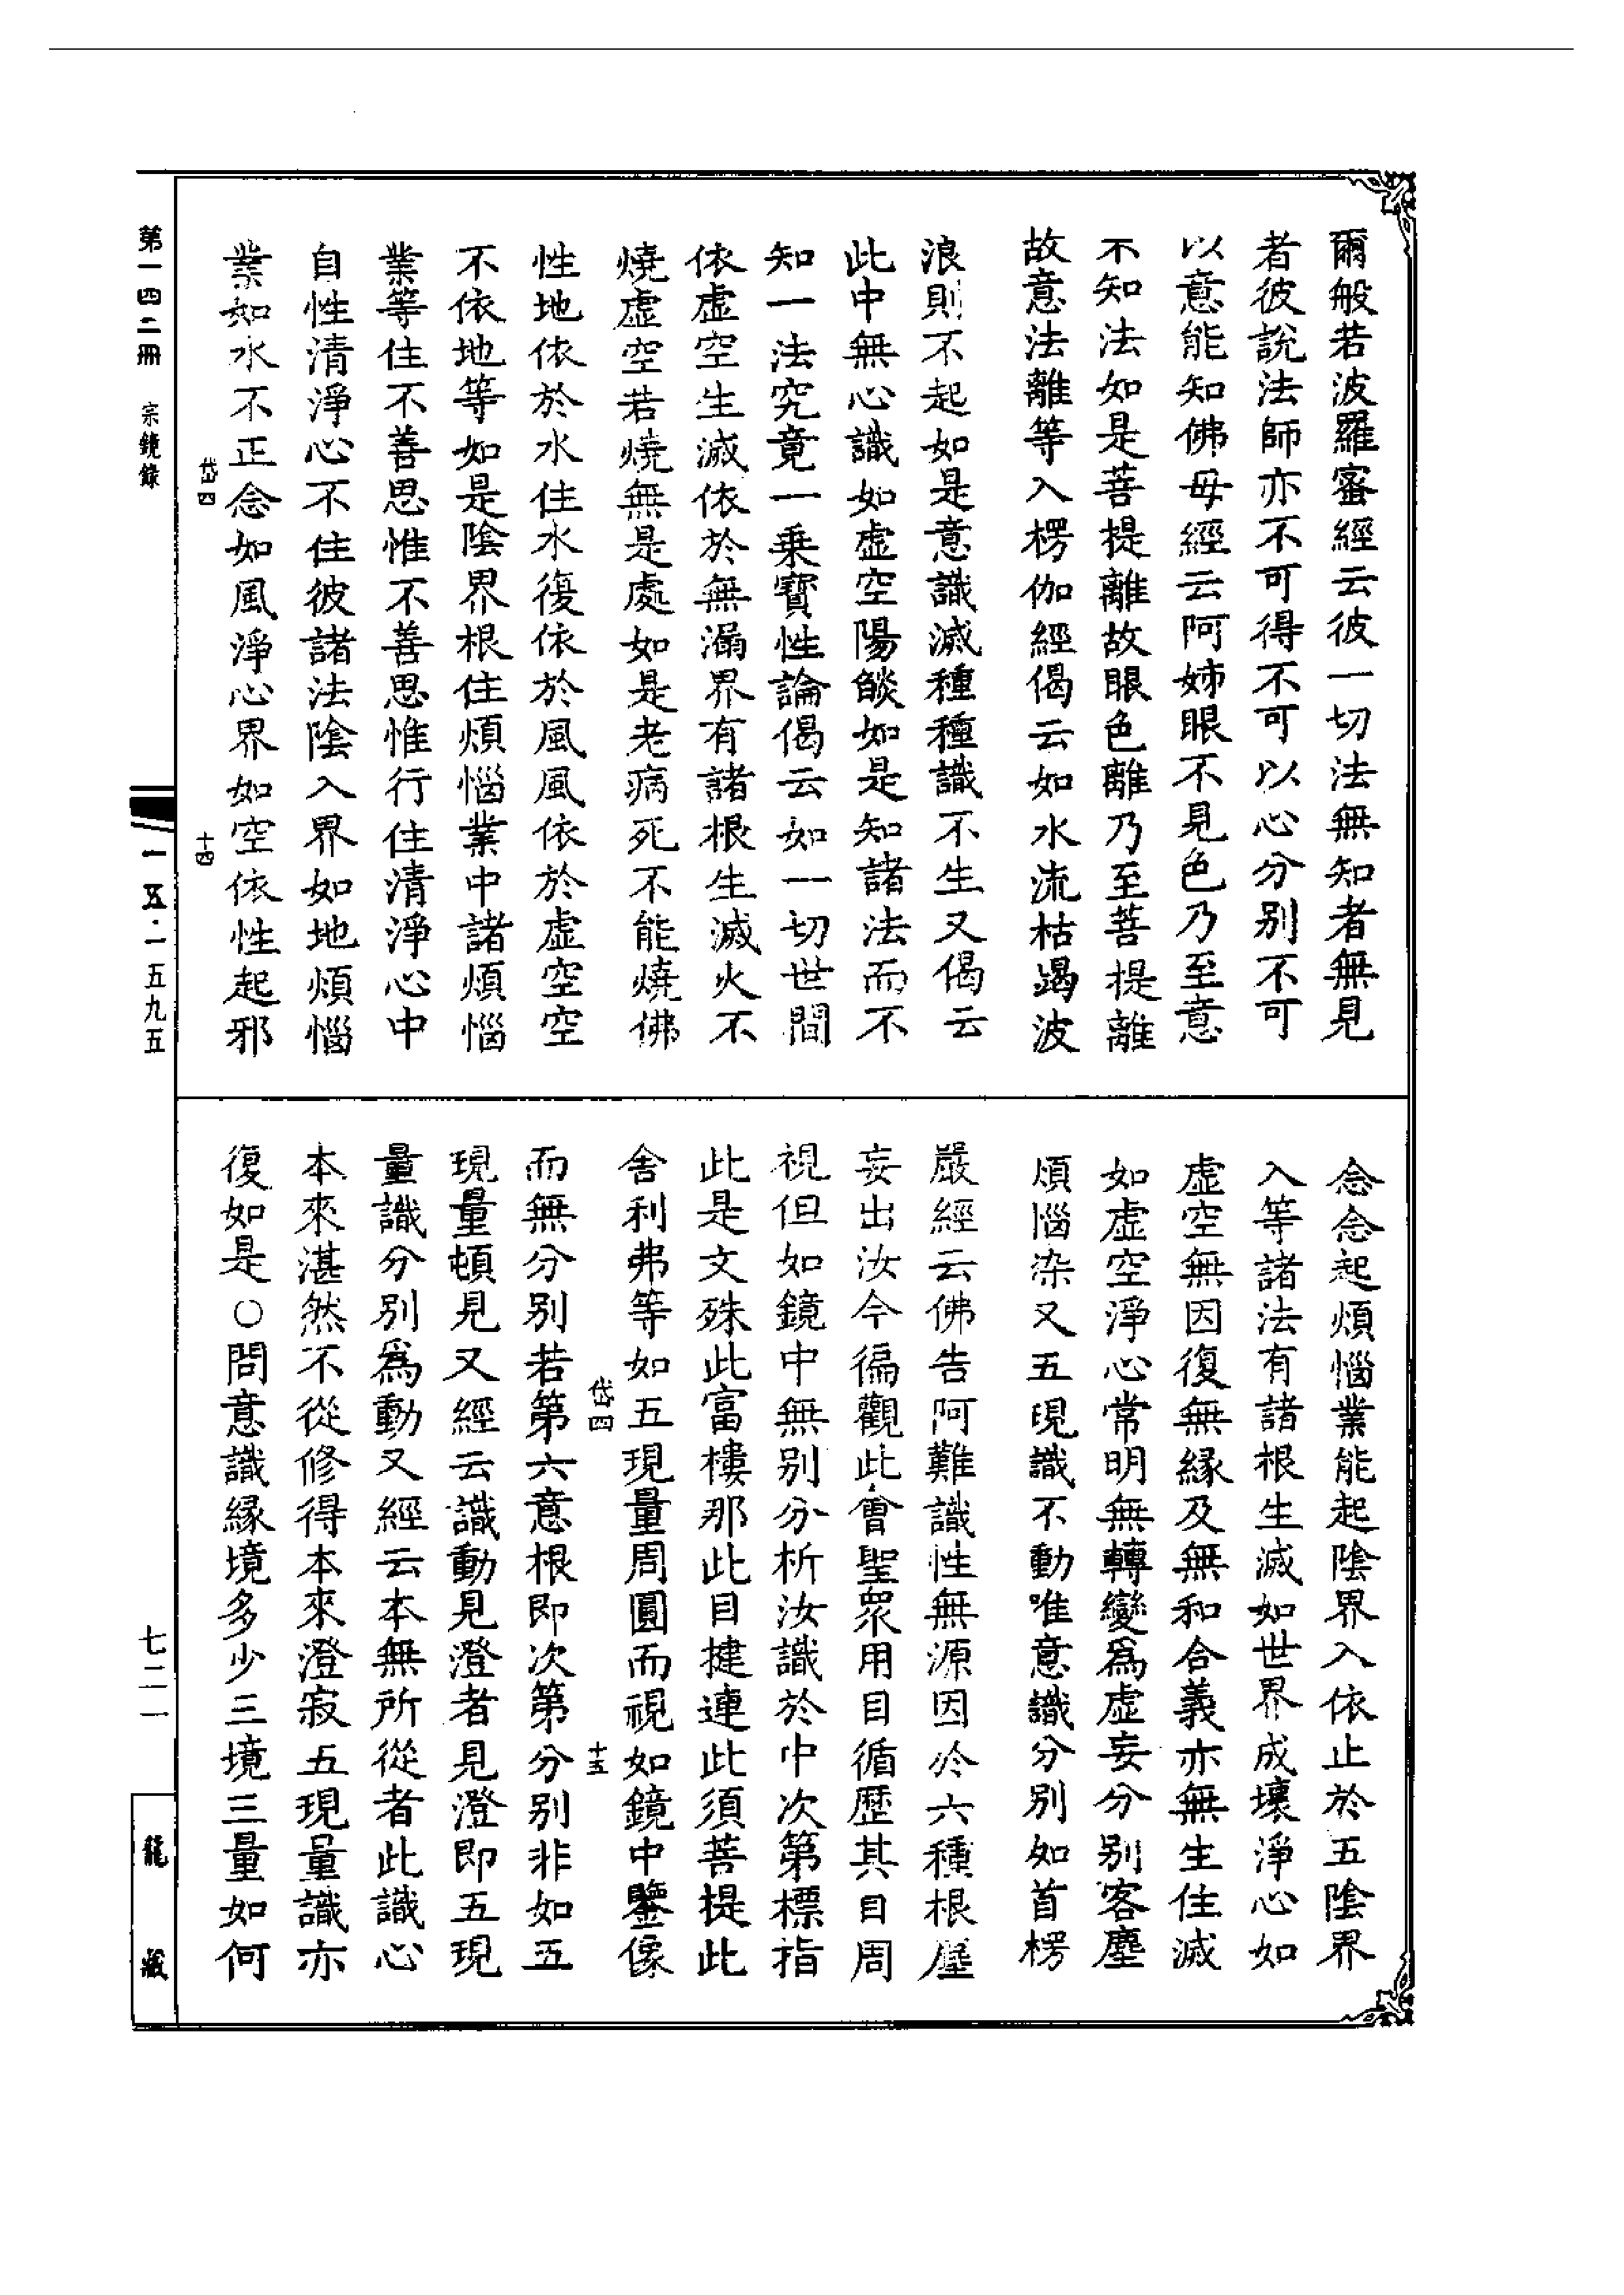 爾般若波羅蜜經云彼一切法無知者無見
者彼說法師亦不可得不可以心分別不可
以意能知佛母經云阿姊眼不見色乃至意
不知法如是菩提離故眼色離乃至菩提離
故意法離等入楞伽經偈云如水流枯竭波
浪則不起如是意識滅種種識不生又偈云
此中無心識如虛空陽燄如是知諸法而不
知一法究竟一乘寶性論偈云如一切世間
依虛空生滅依於無漏界有諸根生滅火不
燒虛空若燒無是處如是老病死不能燒佛
性地依於水住水復依於風風依於虛空空
不依地等如是陰界根住煩惱業中諸煩惱
業等住不善思惟不善思惟行住清淨心中
自性清淨心不住彼諸法陰入界如地煩惱
業如水不正念如風淨心界如空依性起邪
岱四
十四
念念起煩惱業能起陰界入依止於五陰界
入等諸法有諸根生滅如世界成壞淨心如
虛空無因復無緣及無和合義亦無生住滅
如虛空淨心常明無轉變爲虛妄分別客塵
煩惱染又五現識不動唯意識分別如首楞
嚴經云佛告阿難識性無源因於六種根塵
妄出汝今徧觀此會聖衆用目循歷其目周
視但如鏡中無別分析汝識於中次第標指
此是文殊此富樓那此目揵連此須菩提此
舍利弗等如五現量周圓而視如鏡中鑒像
岱四
十五
而無分別若第六意根即次第分別非如五
現量頓見又經云識動見澄者見澄即五現
量識分別爲動又經云本無所從者此識心
本來湛然不從修得本來澄寂五現量識亦
復如是○問意識緣境多少三境三量如何
第一四二冊
宗鏡錄
一五·一五九五
七二一
龍藏